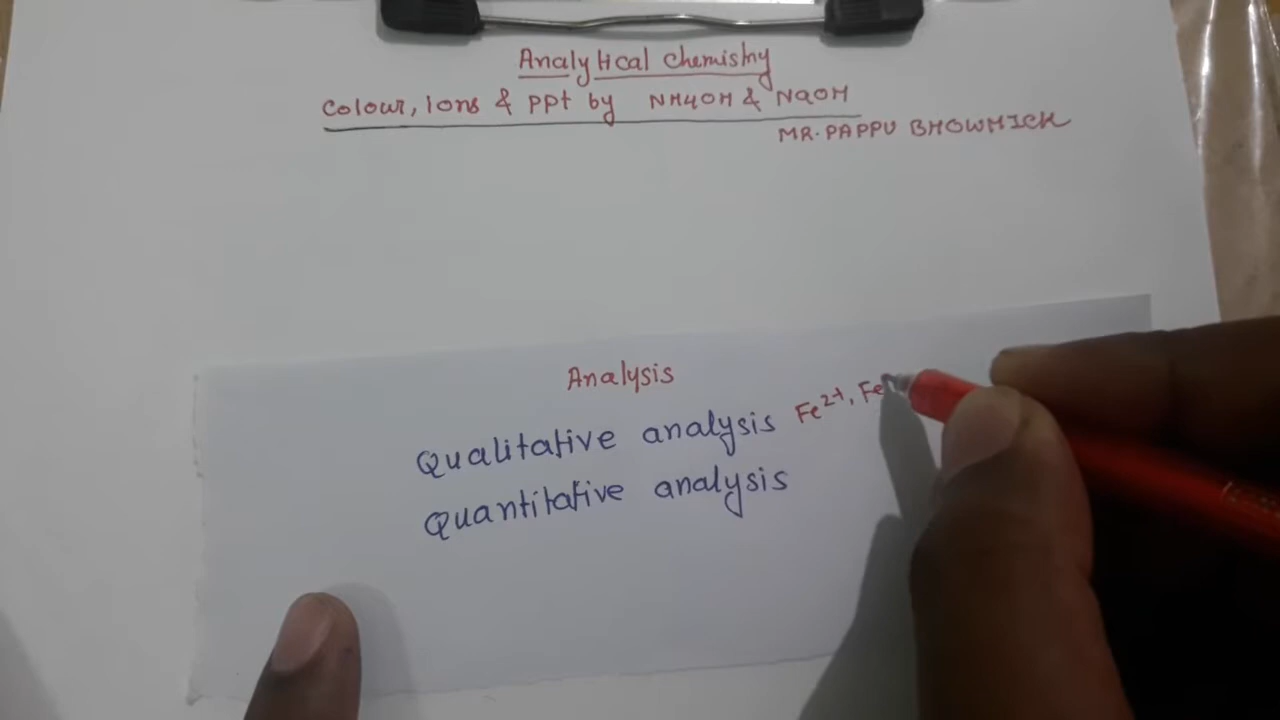 Analytical chemistry
Colour, Ions & PPt by NH4OH & NaOH
MR. PAPPU BHOWMICK
Analysis
Qualitative analysis Fe2+, Fe
Quantitative analysis